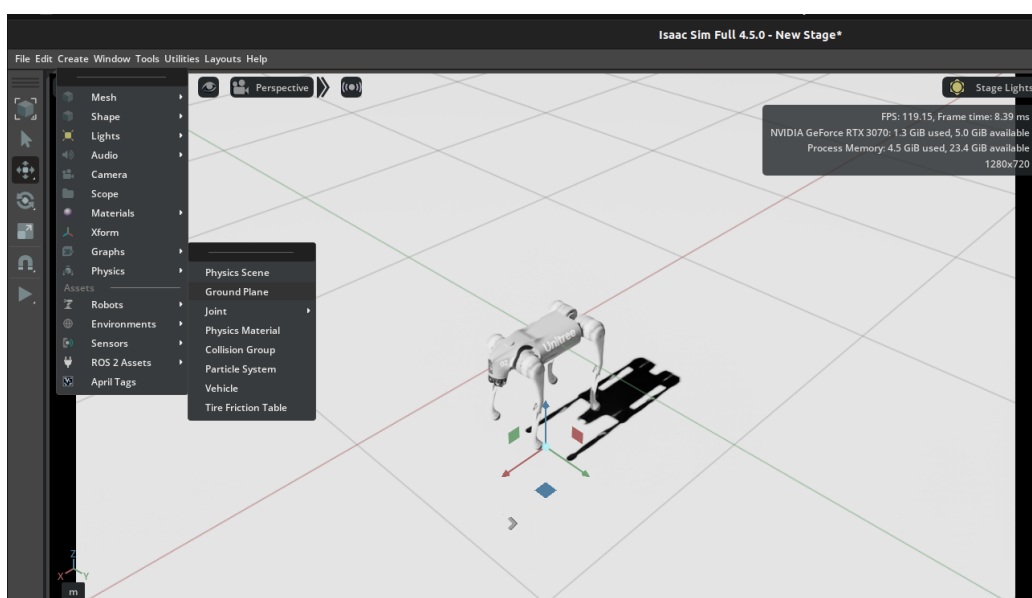 Isaac Sim Full 4.5.0 - New Stage*
File Edit Create Window Tools Utilities Layouts Help
Perspective
Stage Lights
FPS: 119.15, Frame time: 8.39 ms
NVIDIA GeForce RTX 3070: 1.3 GiB used, 5.0 GiB available
Process Memory: 4.5 GiB used, 23.4 GiB available
1280x720
Mesh
Shape
Lights
Audio
Camera
Scope
Materials
Xform
Graphs
Physics
Assets
Robots
Environments
Sensors
ROS 2 Assets
April Tags
Physics Scene
Ground Plane
Joint
Physics Material
Collision Group
Particle System
Vehicle
Tire Friction Table
Unitree
Z
X Y
m